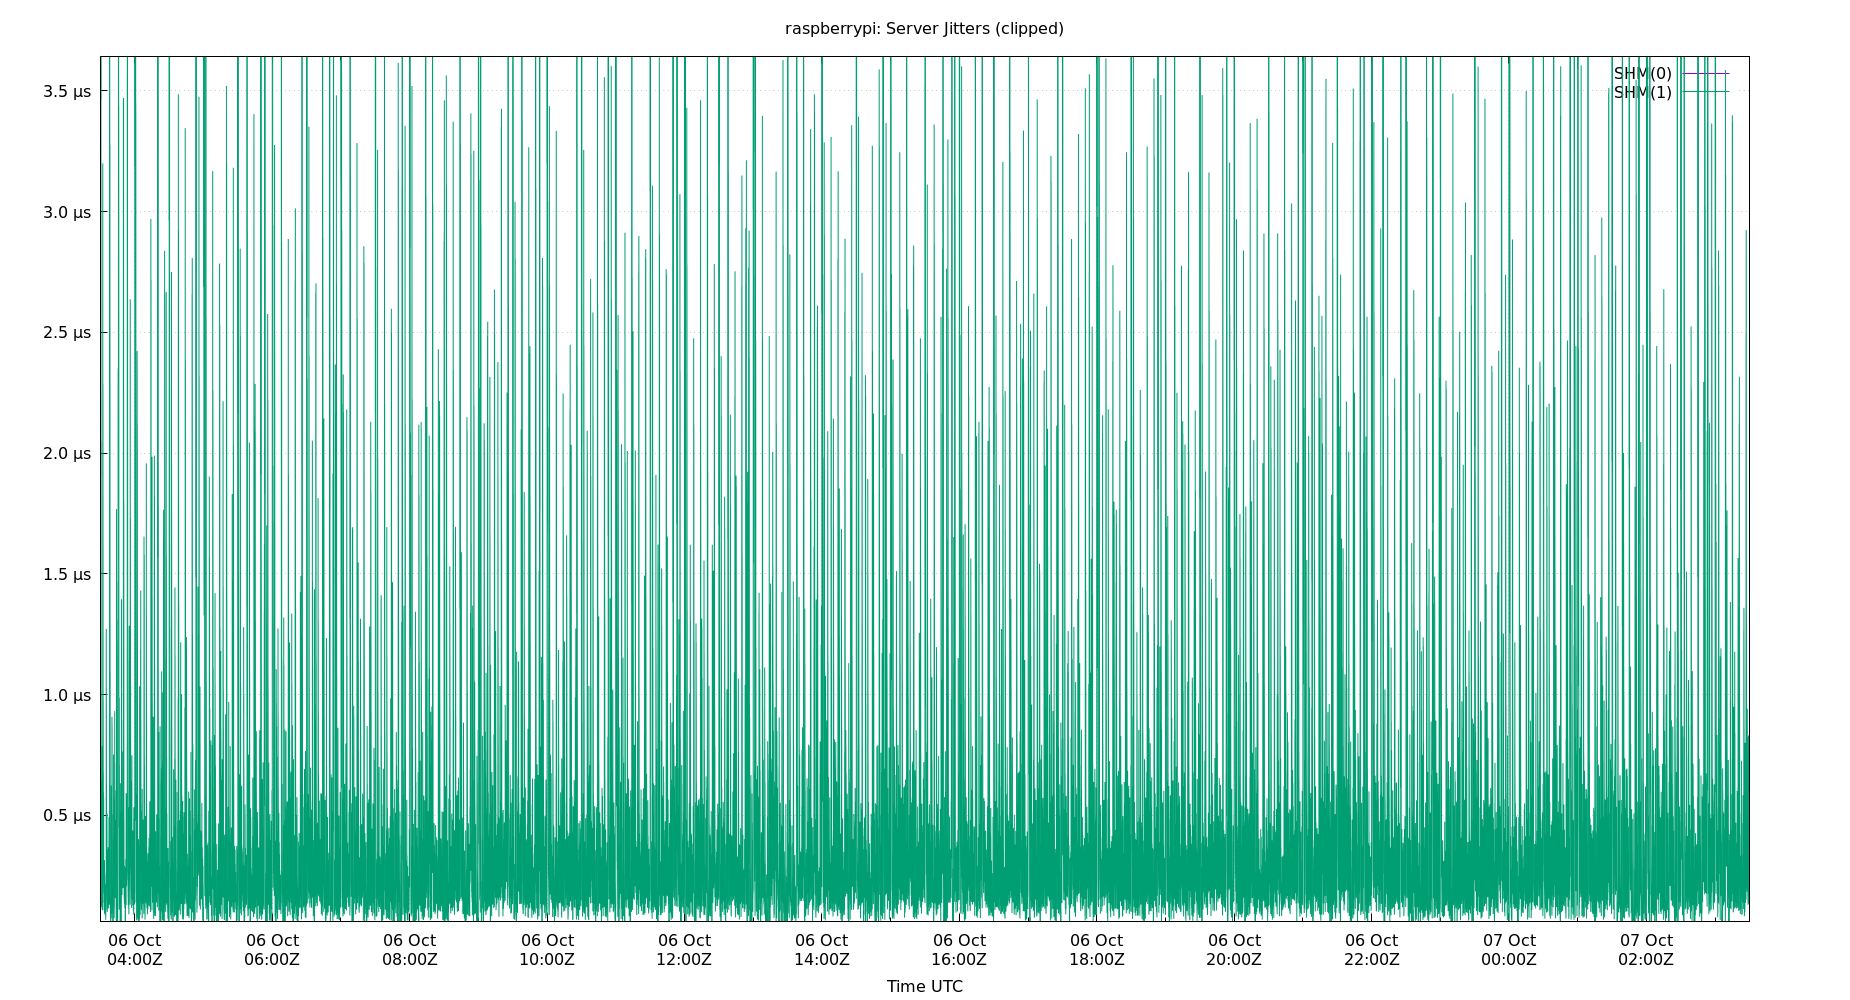 raspberrypi: Server Jitters (clipped)
SHM(0)
SHM(1)
3.5 µs
3.0 µs
2.5 µs
2.0 µs
1.5 µs
1.0 µs
0.5 µs
06 Oct 06 Oct 06 Oct 06 Oct 06 Oct 06 Oct 06 Oct 06 Oct 06 Oct 06 Oct 07 Oct 07 Oct
04:00Z 06:00Z 08:00Z 10:00Z 12:00Z 14:00Z 16:00Z 18:00Z 20:00Z 22:00Z 00:00Z 02:00Z
Time UTC